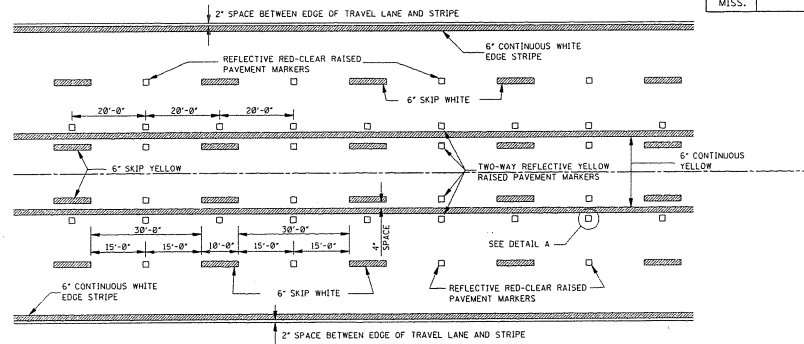 2" SPACE BETWEEN EDGE OF TRAVEL LANE AND STRIPE
MISS.
REFLECTIVE RED-CLEAR RAISED
PAVEMENT MARKERS
6" CONTINUOUS WHITE
EDGE STRIPE
6" SKIP WHITE
20'-0" 20'-0" 20'-0"
6" SKIP YELLOW
TWO-WAY REFLECTIVE YELLOW
RAISED PAVEMENT MARKERS
6" CONTINUOUS
YELLOW
30'-0" 30'-0"
15'-0" 15'-0" 10'-0" 15'-0" 15'-0"
4"
SPACE
SEE DETAIL A
6" CONTINUOUS WHITE
EDGE STRIPE
6" SKIP WHITE
REFLECTIVE RED-CLEAR RAISED
PAVEMENT MARKERS
2" SPACE BETWEEN EDGE OF TRAVEL LANE AND STRIPE